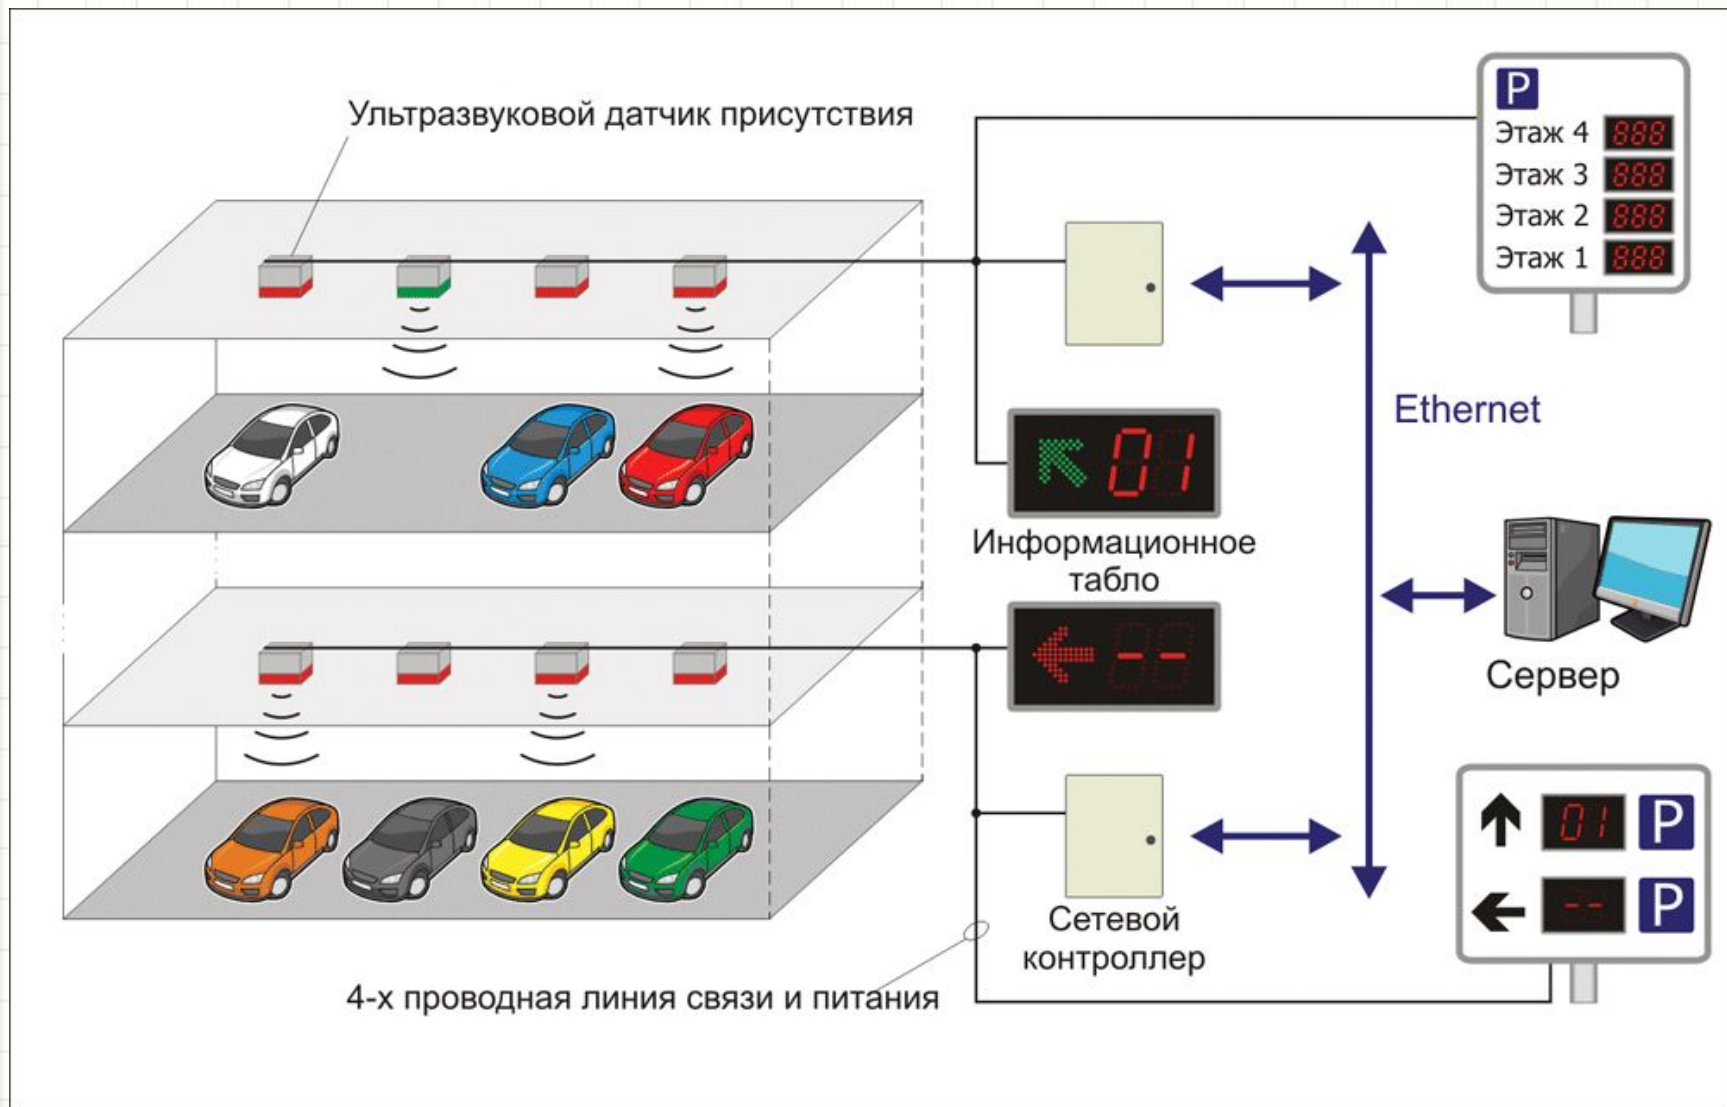 Ультразвуковой датчик присутствия
P
Этаж 4 888
Этаж 3 888
Этаж 2 888
Этаж 1 888
Ethernet
01
Информационное
табло
--
Сервер
01 P
-- P
Сетевой
контроллер
4-х проводная линия связи и питания